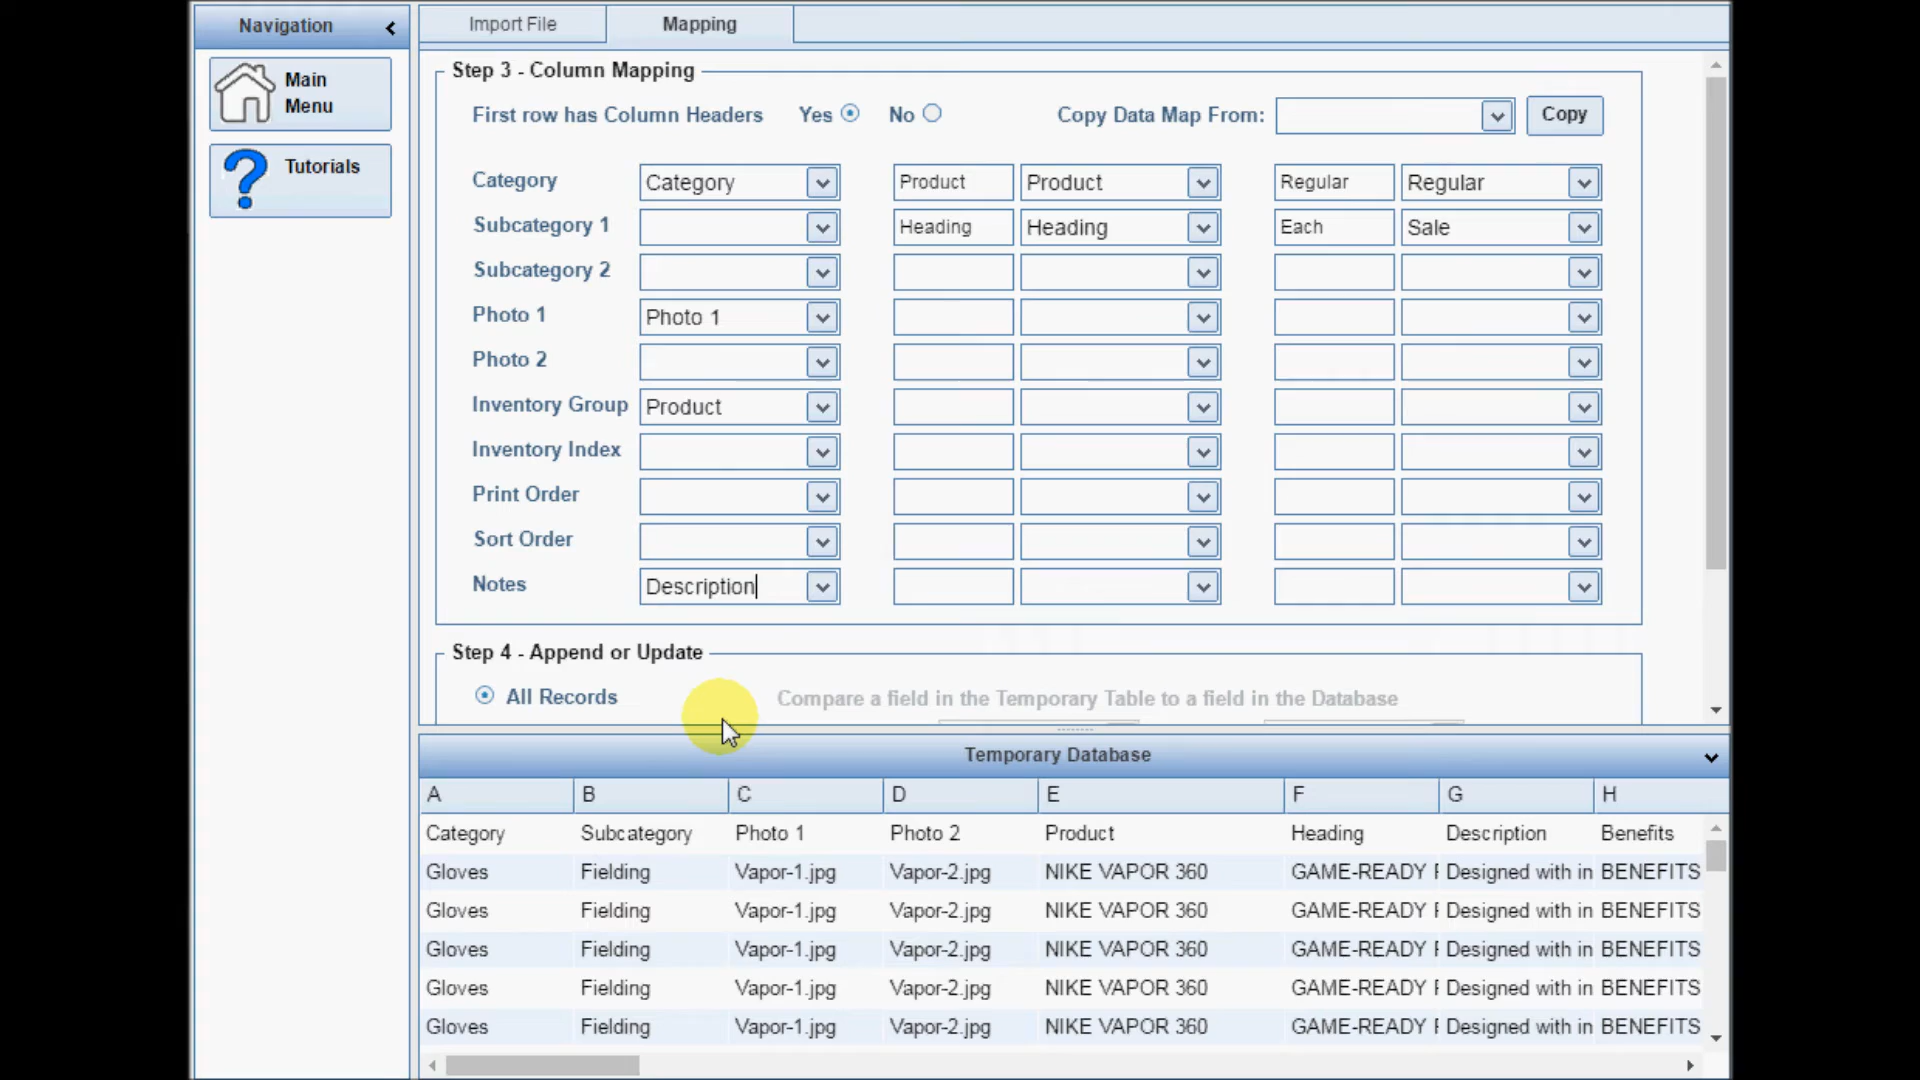 Navigation
Main
Menu
Tutorials
Import File Mapping
Step 3 - Column Mapping
First row has Column Headers Yes No Copy Data Map From: Copy
Category Category Product Product Regular Regular
Subcategory 1 Heading Heading Each Sale
Subcategory 2
Photo 1 Photo 1
Photo 2
Inventory Group Product
Inventory Index
Print Order
Sort Order
Notes Description
Step 4 - Append or Update
All Records Compare a field in the Temporary Table to a field in the Database
Temporary Database
A B C D E F G H
Category Subcategory Photo 1 Photo 2 Product Heading Description Benefits
Gloves Fielding Vapor-1.jpg Vapor-2.jpg NIKE VAPOR 360 GAME-READY Designed with in BENEFITS
Gloves Fielding Vapor-1.jpg Vapor-2.jpg NIKE VAPOR 360 GAME-READY Designed with in BENEFITS
Gloves Fielding Vapor-1.jpg Vapor-2.jpg NIKE VAPOR 360 GAME-READY Designed with in BENEFITS
Gloves Fielding Vapor-1.jpg Vapor-2.jpg NIKE VAPOR 360 GAME-READY Designed with in BENEFITS
Gloves Fielding Vapor-1.jpg Vapor-2.jpg NIKE VAPOR 360 GAME-READY Designed with in BENEFITS